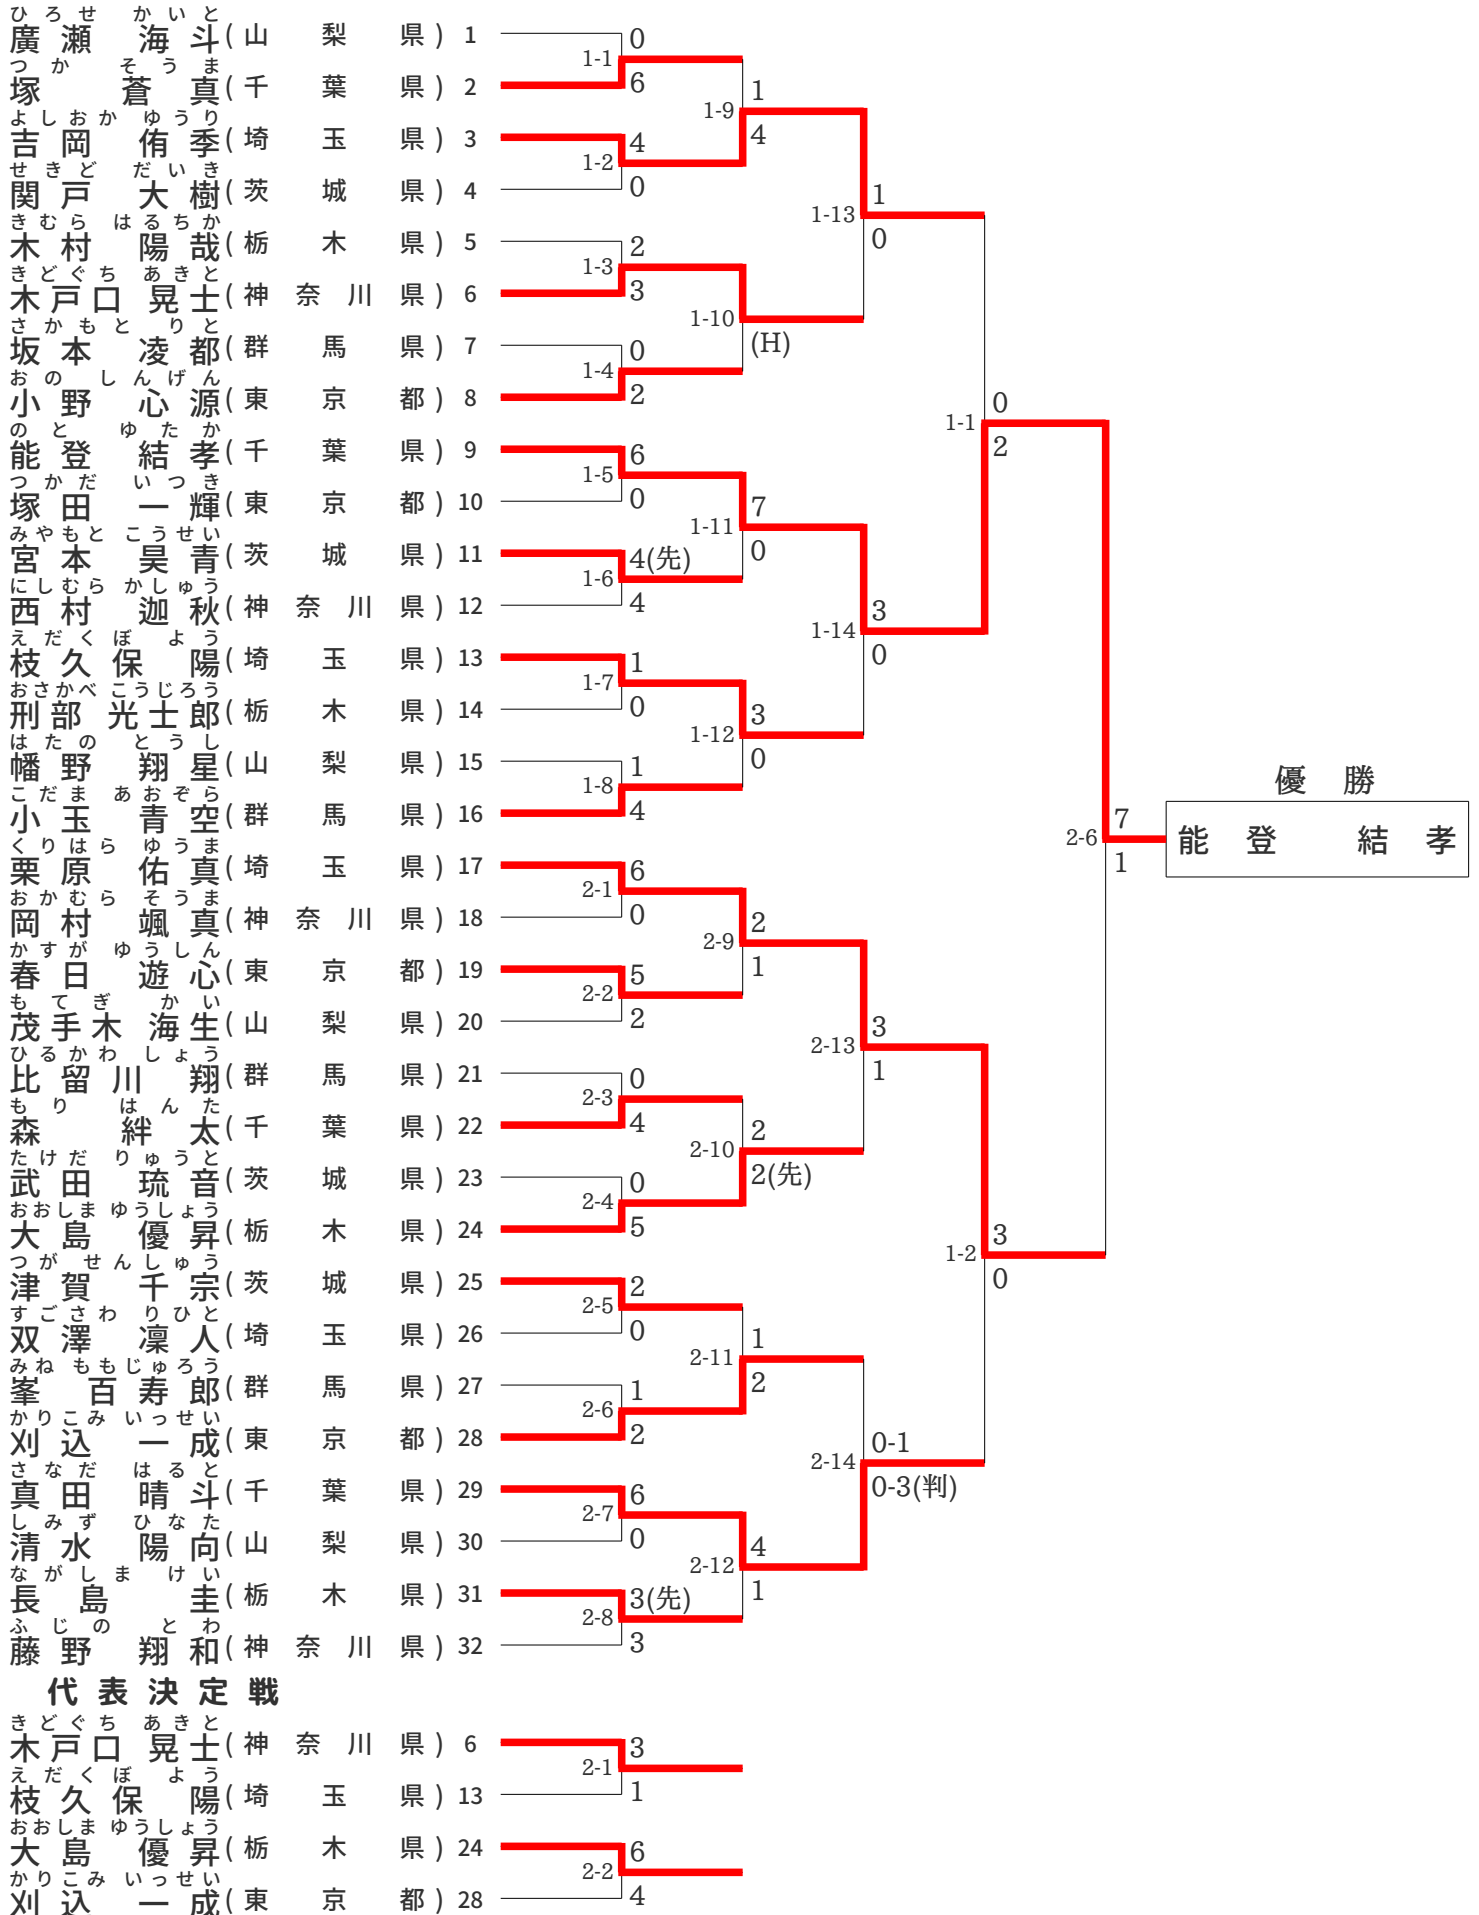 ひろせ かいと
廣瀬 海斗(山梨県) 1
つか そうま
塚 蒼真(千葉県) 2
よしおか ゆうり
吉岡 侑季(埼玉県) 3
せきど だいき
関戸 大樹(茨城県) 4
きむら はるちか
木村 陽哉(栃木県) 5
きどぐち あきと
木戸口 晃士(神奈川県) 6
さかもと りと
坂本 凌都(群馬県) 7
おの しんげん
小野 心源(東京都) 8
のと ゆたか
能登 結孝(千葉県) 9
つかだ いつき
塚田 一輝(東京都) 10
みやもと こうせい
宮本 昊青(茨城県) 11
にしむら かしゅう
西村 迦秋(神奈川県) 12
えだくぼ よう
枝久保 陽(埼玉県) 13
おさかべ こうじろう
刑部 光士郎(栃木県) 14
はたの とうし
幡野 翔星(山梨県) 15
こだま あおぞら
小玉 青空(群馬県) 16
くりはら ゆうま
栗原 佑真(埼玉県) 17
おかむら そうま
岡村 颯真(神奈川県) 18
かすが ゆうしん
春日 遊心(東京都) 19
もてぎ かい
茂手木 海生(山梨県) 20
ひるかわ しょう
比留川 翔(群馬県) 21
もり はんた
森 絆太(千葉県) 22
たけだ りゅうと
武田 琉音(茨城県) 23
おおしま ゆうしょう
大島 優昇(栃木県) 24
つが せんしゅう
津賀 千宗(茨城県) 25
すごさわ りひと
双澤 凜人(埼玉県) 26
みね ももじゅろう
峯 百寿郎(群馬県) 27
かりこみ いっせい
刈込 一成(東京都) 28
さなだ はると
真田 晴斗(千葉県) 29
しみず ひなた
清水 陽向(山梨県) 30
ながしま けい
長島 圭(栃木県) 31
ふじの とわ
藤野 翔和(神奈川県) 32
1-1 0 6
1-2 4 0
1-3 2 3
1-4 0 2
1-5 6 0
1-6 4(先) 4
1-7 1 0
1-8 1 4
2-1 6 0
2-2 5 2
2-3 0 4
2-4 0 5
2-5 2 0
2-6 1 2
2-7 6 0
2-8 3(先) 3
1-9 1 4
1-10 (H)
1-11 7 0
1-12 3 0
2-9 2 1
2-10 2 2(先)
2-11 1 2
2-12 4 1
1-13 1 0
1-14 3 0
2-13 3 1
2-14 0-1 0-3(判)
1-1 0 2
1-2 3 0
2-6 7 1
優勝
能登 結孝
代表決定戦
きどぐち あきと
木戸口 晃士(神奈川県) 6
えだくぼ よう
枝久保 陽(埼玉県) 13
おおしま ゆうしょう
大島 優昇(栃木県) 24
かりこみ いっせい
刈込 一成(東京都) 28
2-1 3 1
2-2 6 4